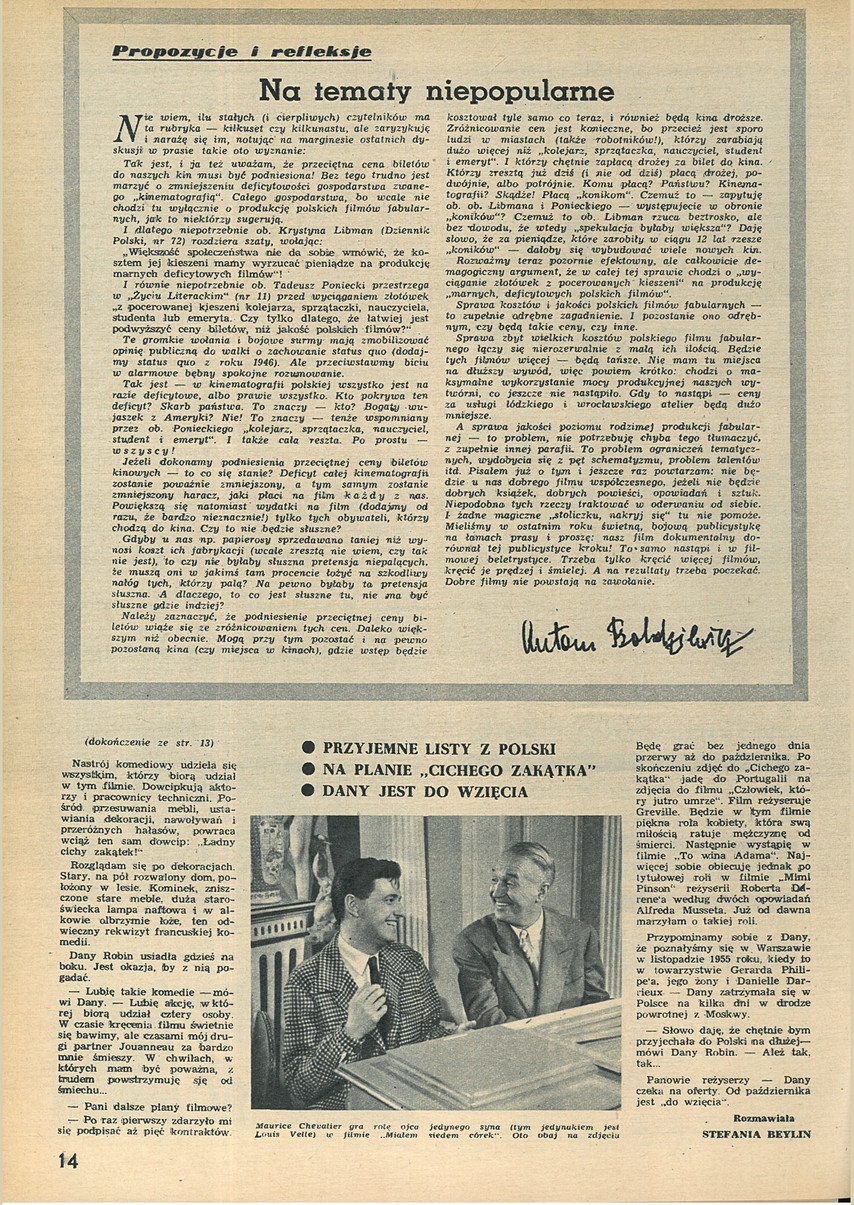 Propozycje i refleksje
Na tematy niepopularne
Nie wiem, ilu stałych (i cierpliwych) czytelników ma
ta rubryka — kilkuset czy kilkunastu, ale zaryzykuję
i narażę się im, notując na marginesie ostatnich dy-
skusji w prasie takie oto wyznanie:
Tak jest, i ja też uważam, że przeciętna cena biletów
do naszych kin musi być podniesiona! Bez tego trudno jest
marzyć o zmniejszeniu deficytowości gospodarstwa zwane-
go „kinematografią". Całego gospodarstwa, bo wcale nie
chodzi tu wyłącznie o produkcję polskich filmów fabular-
nych, jak to niektórzy sugerują.
I dlatego niepotrzebnie ob. Krystyna Libman (Dziennik
Polski, nr 72) rozdziera szaty, wołając:
„Większość społeczeństwa nie da sobie wmówić, że ko-
sztem jej kieszeni mamy wyrzucać pieniądze na produkcję
marnych deficytowych filmów"!
I równie niepotrzebnie ob. Tadeusz Poniecki przestrzega
w „Życiu Literackim" (nr 11) przed wyciąganiem złotówek
„z pocerowanej kieszeni kolejarza, sprzątaczki, nauczyciela,
studenta lub emeryta. Czy tylko dlatego, że łatwiej jest
podwyższyć ceny biletów, niż jakość polskich filmów?"
Te gromkie wołania i bojowe surmy mają zmobilizować
opinię publiczną do walki o zachowanie status quo (dodaj-
my status quo z roku 1946). Ale przeciwstawmy biciu
w alarmowe bębny spokojne rozumowanie.
Tak jest — w kinematografii polskiej wszystko jest na
razie deficytowe, albo prawie wszystko. Kto pokrywa ten
deficyt? Skarb państwa. To znaczy — kto? Bogaty wu-
jaszek z Ameryki? Nie! To znaczy — tenże wspomniany
przez ob. Ponieckiego „kolejarz, sprzątaczka, nauczyciel,
student i emeryt". I także cała reszta. Po prostu —
wszyscy!
Jeżeli dokonamy podniesienia przeciętnej ceny biletów
kinowych — to co się stanie? Deficyt całej kinematografii
zostanie poważnie zmniejszony, a tym samym zostanie
zmniejszony haracz, jaki płaci na film każdy z nas.
Powiększą się natomiast wydatki na film (dodajmy od
razu, że bardzo nieznacznie!) tylko tych obywateli, którzy
chodzą do kina. Czy to nie będzie słuszne?
Gdyby u nas np. papierosy sprzedawano taniej niż wy-
nosi koszt ich fabrykacji (wcale zresztą nie wiem, czy tak
nie jest), to czy nie byłaby słuszna pretensja niepalących,
że muszą oni w jakimś tam procencie łożyć na szkodliwy
nałóg tych, którzy palą? Na pewno byłaby ta pretensja
słuszna. A dlaczego, to co jest słuszne tu, nie ma być
słuszne gdzie indziej?
Należy zaznaczyć, że podniesienie przeciętnej ceny bi-
letów wiąże się ze zróżnicowaniem tych cen. Daleko więk-
szym niż obecnie. Mogą przy tym pozostać i na pewno
pozostaną kina (czy miejsca w kinach), gdzie wstęp będzie
kosztował tyle samo co teraz, i również będą kina droższe.
Zróżnicowanie cen jest konieczne, bo przecież jest sporo
ludzi w miastach (także robotników!), którzy zarabiają
dużo więcej niż „kolejarz, sprzątaczka, nauczyciel, student
i emeryt". I którzy chętnie zapłacą drożej za bilet do kina.
Którzy zresztą już dziś (i nie od dziś) płacą drożej, po-
dwójnie, albo potrójnie. Komu płacą? Państwu? Kinema-
tografii? Skądże! Płacą „konikom". Czemuż to — zapytuję
ob. ob. Libmana i Ponieckiego — występujecie w obronie
„koników"? Czemuż to ob. Libman rzuca beztrosko, ale
bez dowodu, że wtedy „spekulacja byłaby większa"? Daję
słowo, że za pieniądze, które zarobiły w ciągu 12 lat rzesze
„koników" — dałoby się wybudować wiele nowych kin.
Rozważmy teraz pozornie efektowny, ale całkowicie de-
magogiczny argument, że w całej tej sprawie chodzi o „wy-
ciąganie złotówek z pocerowanych kieszeni" na produkcję
„marnych, deficytowych polskich filmów".
Sprawa kosztów i jakości polskich filmów fabularnych —
to zupełnie odrębne zagadnienie. I pozostanie ono odręb-
nym, czy będą takie ceny, czy inne.
Sprawa zbyt wielkich kosztów polskiego filmu fabular-
nego łączy się nierozerwalnie z małą ich ilością. Będzie
tych filmów więcej — będą tańsze. Nie mam tu miejsca
na dłuższy wywód, więc powiem krótko: chodzi o ma-
ksymalne wykorzystanie mocy produkcyjnej naszych wy-
twórni, co jeszcze nie nastąpiło. Gdy to nastąpi — ceny
za usługi łódzkiego i wrocławskiego atelier będą dużo
mniejsze.
A sprawa jakości poziomu rodzimej produkcji fabular-
nej — to problem, nie potrzebuję chyba tego tłumaczyć,
z zupełnie innej parafii. To problem ograniczeń tematycz-
nych, wydobycia się z pęt schematyzmu, problem talentów
itd. Pisałem już o tym i jeszcze raz powtarzam: nie bę-
dzie u nas dobrego filmu współczesnego, jeżeli nie będzie
dobrych książek, dobrych powieści, opowiadań i sztuk.
Niepodobna tych rzeczy traktować w oderwaniu od siebie.
I żadne magiczne „stoliczku, nakryj się" tu nie pomoże.
Mieliśmy w ostatnim roku świetną, bojową publicystykę
na łamach prasy i proszę: nasz film dokumentalny do-
równał tej publicystyce kroku! To samo nastąpi i w fil-
mowej beletrystyce. Trzeba tylko kręcić więcej filmów,
kręcić je prędzej i śmielej. A na rezultaty trzeba poczekać.
Dobre filmy nie powstają na zawołanie.
Antoni Bohdziewicz
(dokończenie ze str. 13)
Nastrój komediowy udziela się
wszystkim, którzy biorą udział
w tym filmie. Dowcipkują akto-
rzy i pracownicy techniczni. Po-
śród przesuwania mebli, usta-
wiania dekoracji, nawoływań i
przeróżnych hałasów, powraca
wciąż ten sam dowcip: „Ładny
cichy zakątek!"
Rozglądam się po dekoracjach.
Stary, na pół rozwalony dom, po-
łożony w lesie. Kominek, znisz-
czone stare meble, duża staro-
świecka lampa naftowa i w al-
kowie olbrzymie łoże, ten od-
wieczny rekwizyt francuskiej ko-
medii.
Dany Robin usiadła gdzieś na
boku. Jest okazja, by z nią po-
gadać.
— Lubię takie komedie — mó-
wi Dany. — Lubię akcję, w któ-
rej biorą udział cztery osoby.
W czasie kręcenia filmu świetnie
się bawimy, ale czasami mój dru-
gi partner Jouanneau za bardzo
mnie śmieszy. W chwilach, w
których mam być poważna, z
trudem powstrzymuję się od
śmiechu...
— Pani dalsze plany filmowe?
— Po raz pierwszy zdarzyło mi
się podpisać aż pięć kontraktów.
● PRZYJEMNE LISTY Z POLSKI
● NA PLANIE „CICHEGO ZAKĄTKA"
● DANY JEST DO WZIĘCIA
Maurice Chevalier gra rolę ojca jedynego syna (tym jedynakiem jest
Louis Velle) w filmie „Miałem siedem córek". Oto obaj na zdjęciu
Będę grać bez jednego dnia
przerwy aż do października. Po
skończeniu zdjęć do „Cichego za-
kątka" jadę do Portugalii na
zdjęcia do filmu „Człowiek, któ-
ry jutro umrze". Film reżyseruje
Greville. Będzie w tym filmie
piękna rola kobiety, która swą
miłością ratuje mężczyznę od
śmierci. Następnie wystąpię w
filmie „To wina Adama". Naj-
więcej sobie obiecuję jednak po
tytułowej roli w filmie „Mimi
Pinson" reżyserii Roberta Da-
rene'a według dwóch opowiadań
Alfreda Musseta. Już od dawna
marzyłam o takiej roli.
Przypominamy sobie z Dany,
że poznałyśmy się w Warszawie
w listopadzie 1955 roku, kiedy to
w towarzystwie Gerarda Phili-
pe'a, jego żony i Danielle Dar-
rieux — Dany zatrzymała się w
Polsce na kilka dni w drodze
powrotnej z Moskwy.
— Słowo daję, że chętnie bym
przyjechała do Polski na dłużej—
mówi Dany Robin. — Ależ tak,
tak...
Panowie reżyserzy — Dany
czeka na oferty. Od października
jest „do wzięcia".
Rozmawiała
STEFANIA BEYLIN
14